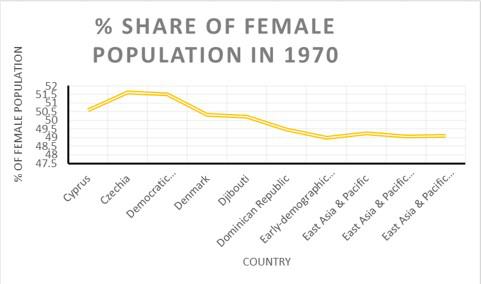 % SHARE OF FEMALE
POPULATION IN 1970
% OF FEMALE POPULATION
52
51.5
51
50.5
50
49.5
49
48.5
48
47.5
Cyprus
Czechia
Democratic...
Denmark
Djibouti
Dominican Republic
Early-demographic...
East Asia & Pacific
East Asia & Pacific...
East Asia & Pacific...
COUNTRY